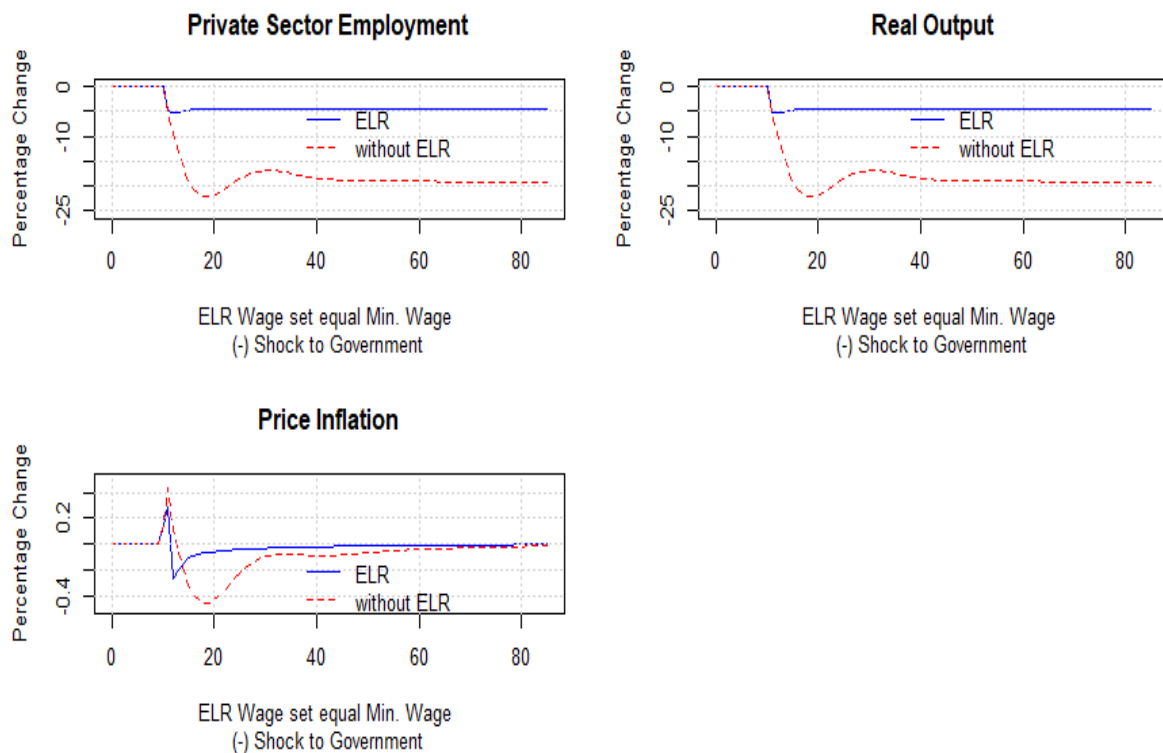 Private Sector Employment
Percentage Change
0
-10
-25
ELR
without ELR
0 20 40 60 80
ELR Wage set equal Min. Wage
(-) Shock to Government
Real Output
Percentage Change
0
-10
-25
ELR
without ELR
0 20 40 60 80
ELR Wage set equal Min. Wage
(-) Shock to Government
Price Inflation
Percentage Change
0.2
-0.4
ELR
without ELR
0 20 40 60 80
ELR Wage set equal Min. Wage
(-) Shock to Government